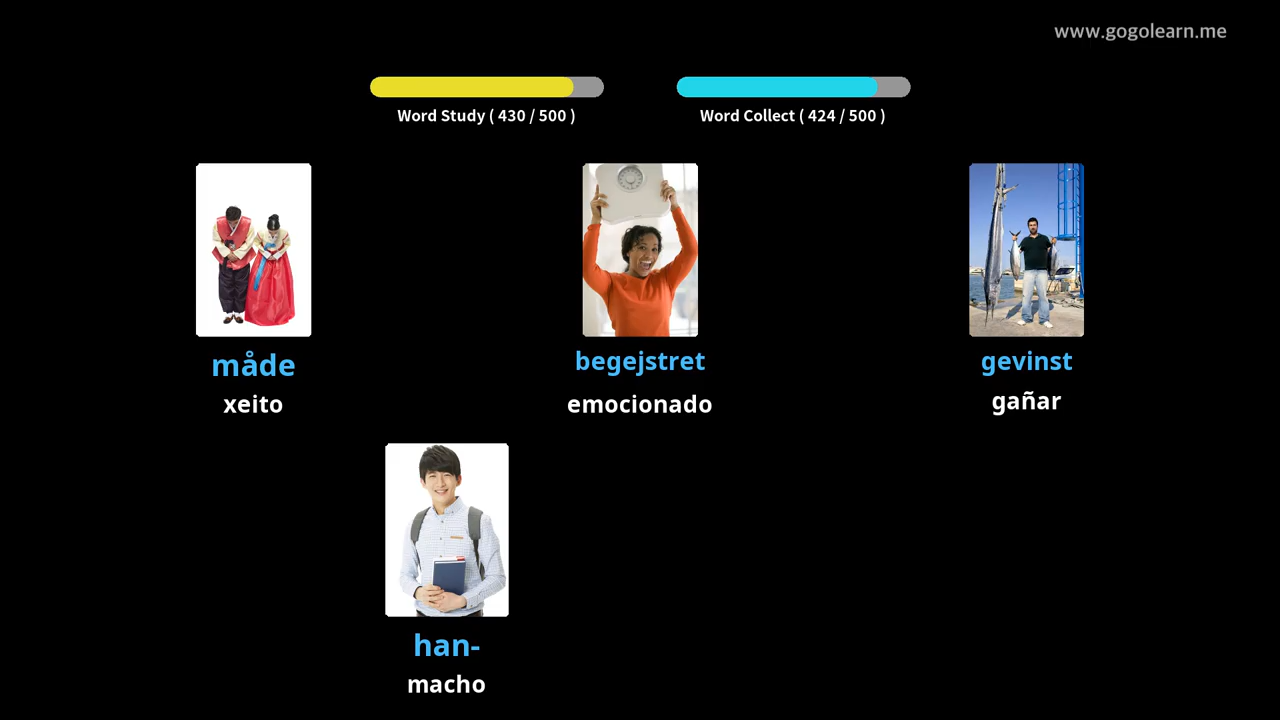 www.gogolearn.me
Word Study ( 430 / 500 )
Word Collect ( 424 / 500 )
måde
xeito
begejstret
emocionado
gevinst
gañar
han-
macho